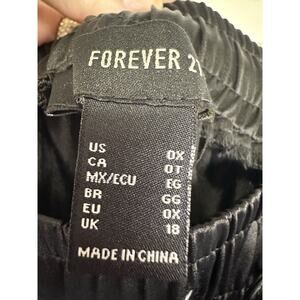 FOREVER 21
US 0X
CA 0T
MX/ECU EG
BR GG
EU 0X
UK 18
MADE IN CHINA